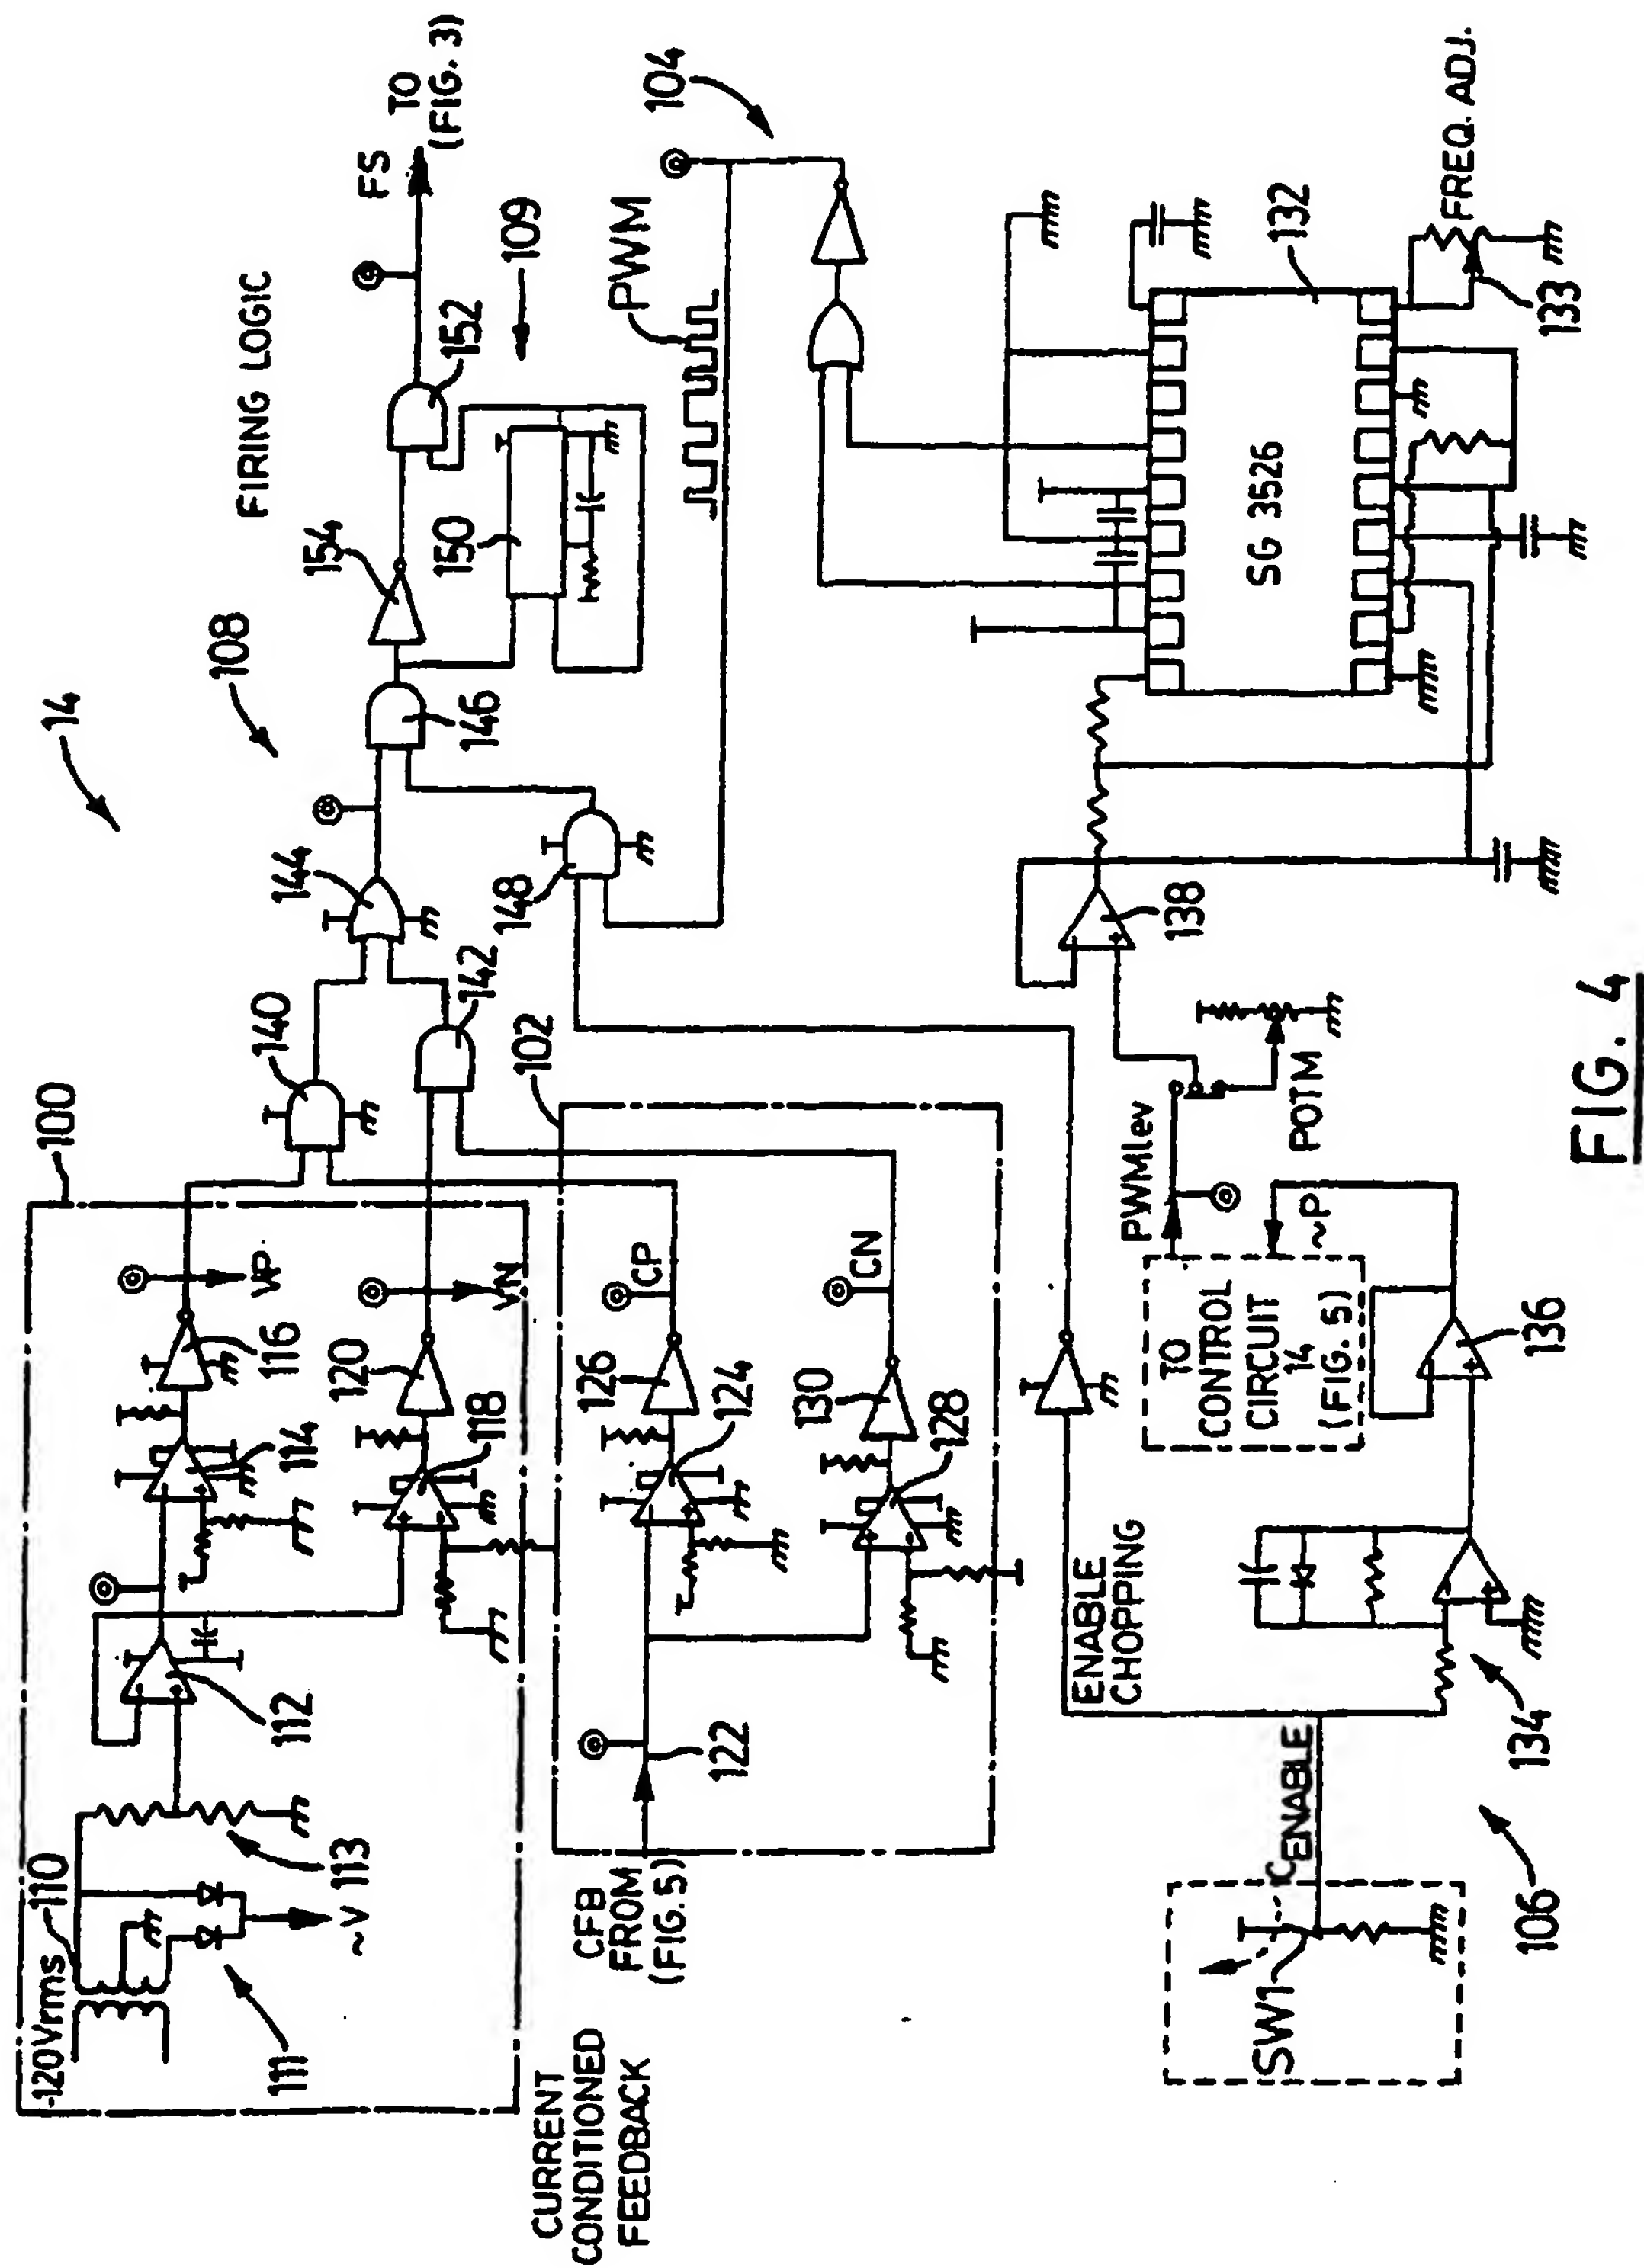 14
108
FIRING LOGIC
FS
TO
(FIG. 3)
100
140
144
146
154
152
109
150
148
142
PWM
104
-120Vrms
110
111
~V
113
112
114
116
VP
118
120
VN
102
CURRENT
CONDITIONED
FEEDBACK
CFB
FROM
(FIG. 5)
122
124
126
CP
128
130
CN
ENABLE
CHOPPING
SW1
CENABLE
106
134
136
TO
CONTROL
CIRCUIT
14
(FIG. 5)
~P
PWMlev
POTM
138
SG 3526
132
133
FREQ. ADJ.
FIG. 4